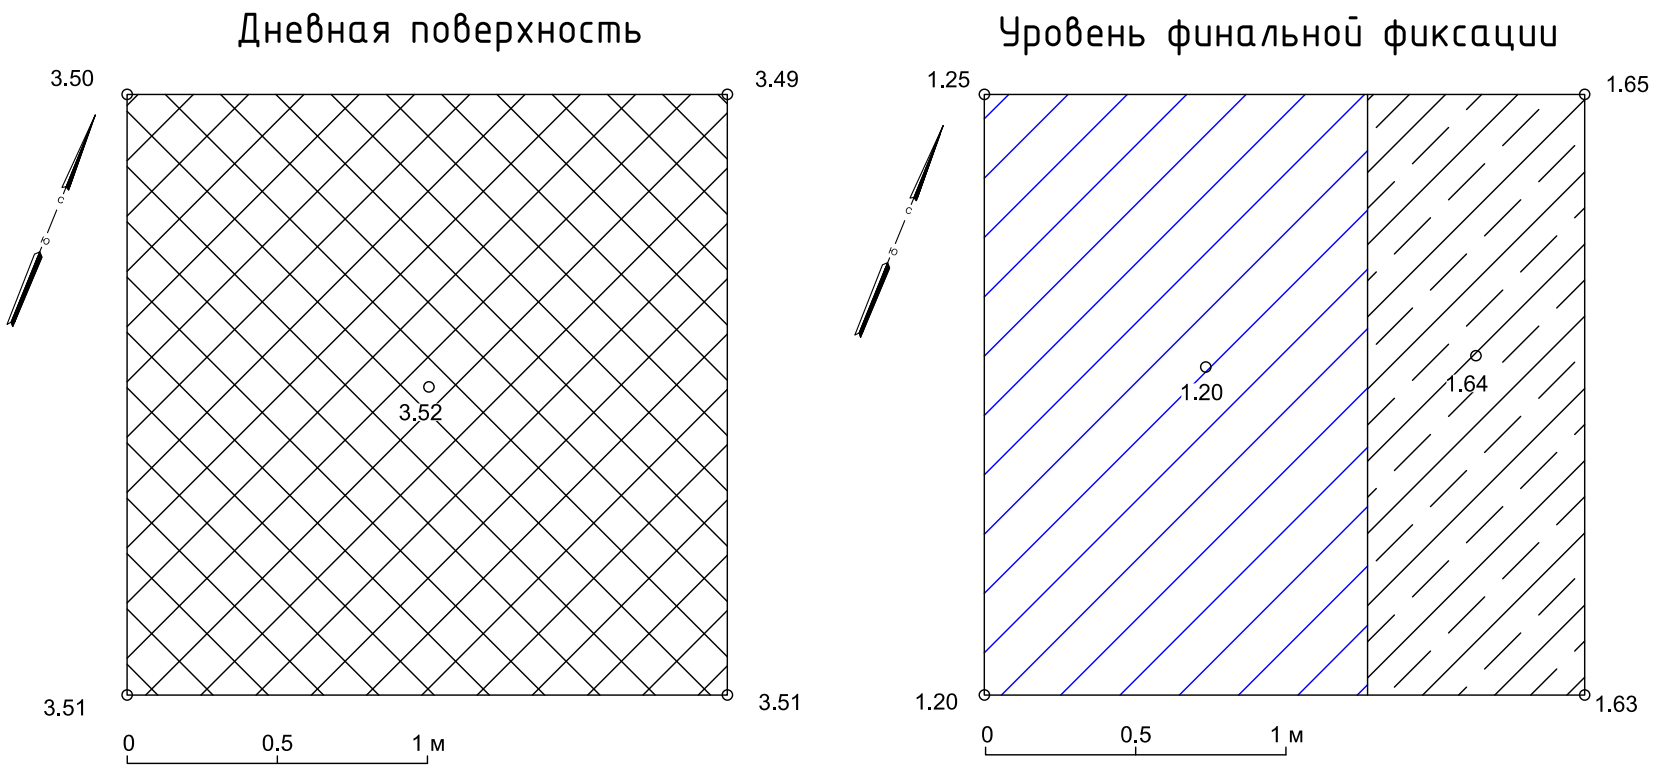 Дневная поверхность
3.50
3.49
С
Ю
3.52
3.51
3.51
0 0.5 1 м
Уровень финальной фиксации
1.25
1.65
С
Ю
1.20
1.64
1.20
1.63
0 0.5 1 м